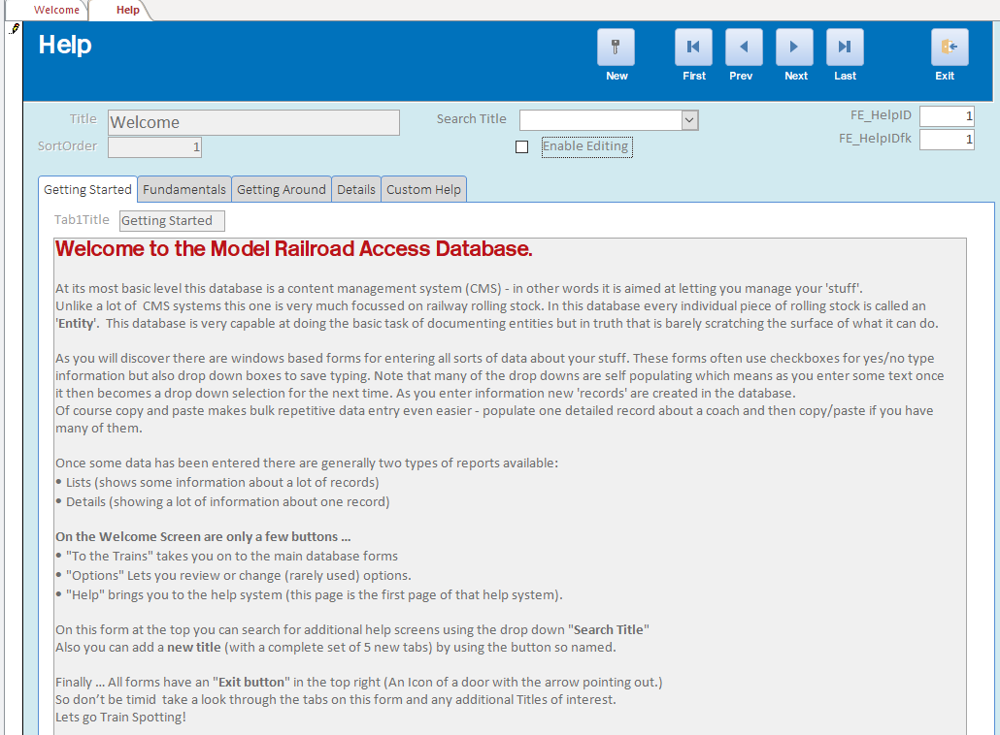 Welcome
Help
Help
New
First
Prev
Next
Last
Exit
Title
Welcome
Search Title
FE_HelpID
1
SortOrder
1
Enable Editing
FE_HelpIDfk
1
Getting Started
Fundamentals
Getting Around
Details
Custom Help
Tab1Title
Getting Started
Welcome to the Model Railroad Access Database.
At its most basic level this database is a content management system (CMS) - in other words it is aimed at letting you manage your 'stuff'.
Unlike a lot of  CMS systems this one is very much focussed on railway rolling stock. In this database every individual piece of rolling stock is called an
'Entity'.  This database is very capable at doing the basic task of documenting entities but in truth that is barely scratching the surface of what it can do.
As you will discover there are windows based forms for entering all sorts of data about your stuff. These forms often use checkboxes for yes/no type
information but also drop down boxes to save typing. Note that many of the drop downs are self populating which means as you enter some text once
it then becomes a drop down selection for the next time. As you enter information new 'records' are created in the database.
Of course copy and paste makes bulk repetitive data entry even easier - populate one detailed record about a coach and then copy/paste if you have
many of them.
Once some data has been entered there are generally two types of reports available:
• Lists (shows some information about a lot of records)
• Details (showing a lot of information about one record)
On the Welcome Screen are only a few buttons ...
• "To the Trains" takes you on to the main database forms
• "Options" Lets you review or change (rarely used) options.
• "Help" brings you to the help system (this page is the first page of that help system).
On this form at the top you can search for additional help screens using the drop down "Search Title"
Also you can add a new title (with a complete set of 5 new tabs) by using the button so named.
Finally ... All forms have an "Exit button" in the top right (An Icon of a door with the arrow pointing out.)
So don't be timid  take a look through the tabs on this form and any additional Titles of interest.
Lets go Train Spotting!